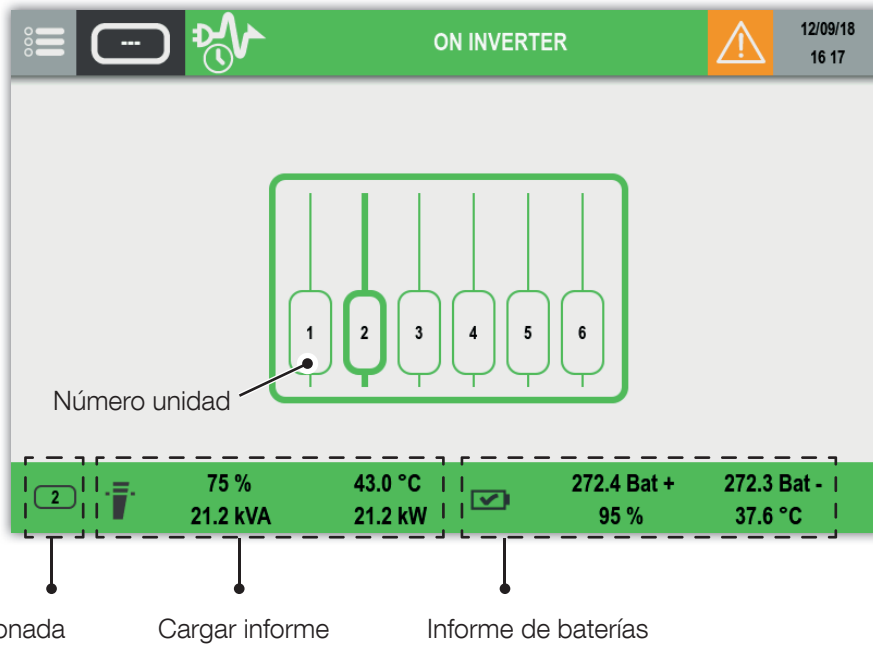 ---
ON INVERTER
12/09/18
16 17
1 2 3 4 5 6
Número unidad
2
75 % 43.0 °C
21.2 kVA 21.2 kW
272.4 Bat + 272.3 Bat -
95 % 37.6 °C
onada
Cargar informe
Informe de baterías